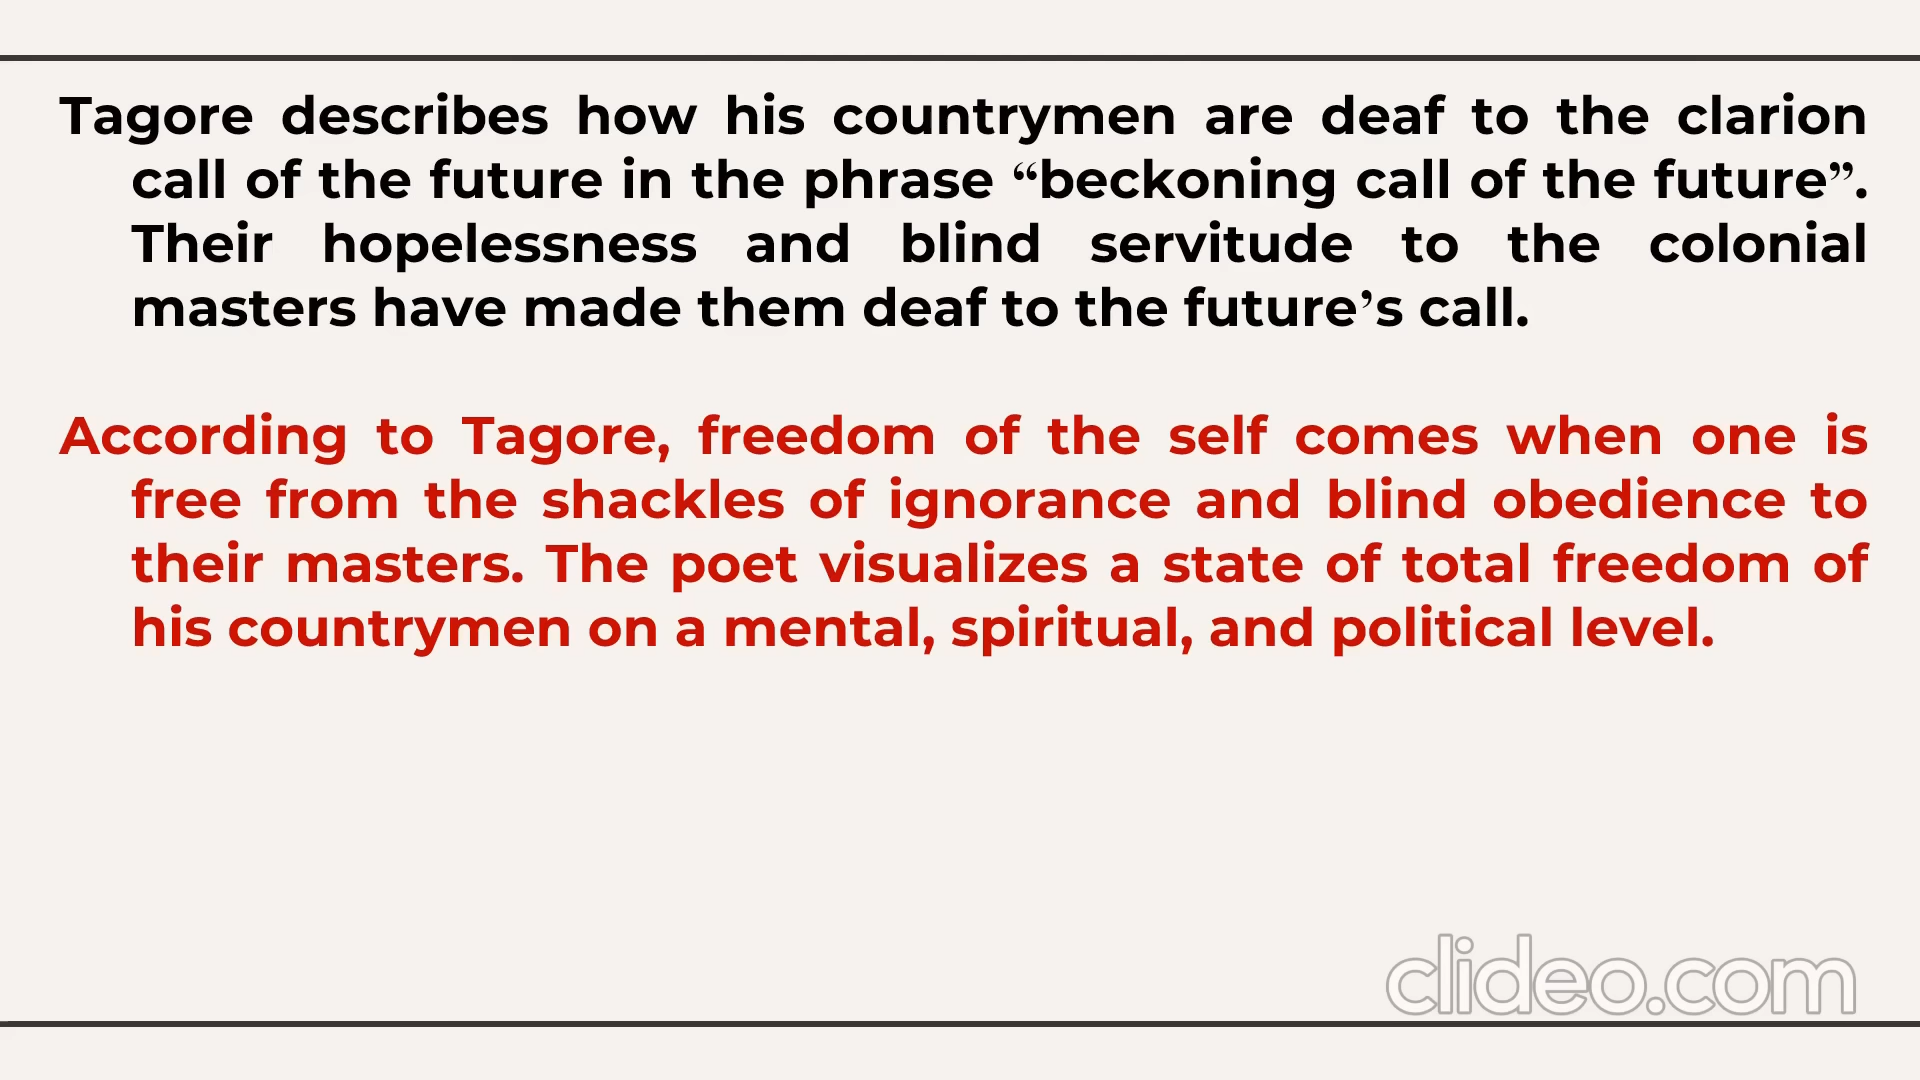 Tagore describes how his countrymen are deaf to the clarion
call of the future in the phrase “beckoning call of the future”.
Their hopelessness and blind servitude to the colonial
masters have made them deaf to the future’s call.
According to Tagore, freedom of the self comes when one is
free from the shackles of ignorance and blind obedience to
their masters. The poet visualizes a state of total freedom of
his countrymen on a mental, spiritual, and political level.
clideo.com